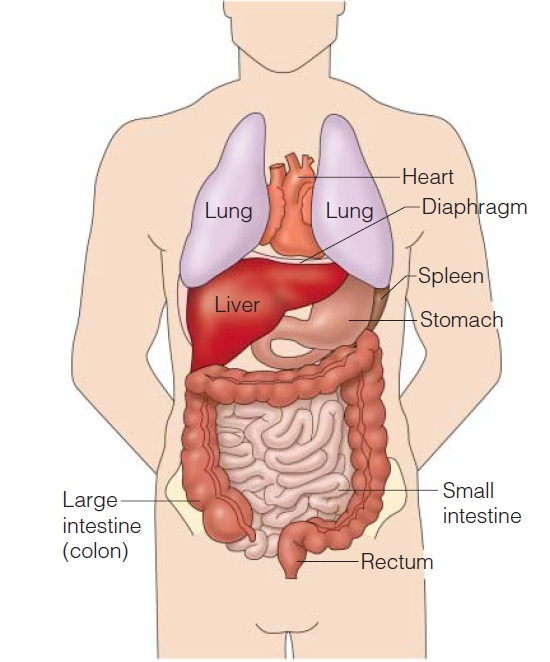 Heart
Lung
Lung
Diaphragm
Spleen
Liver
Stomach
Large
intestine
(colon)
Small
intestine
Rectum